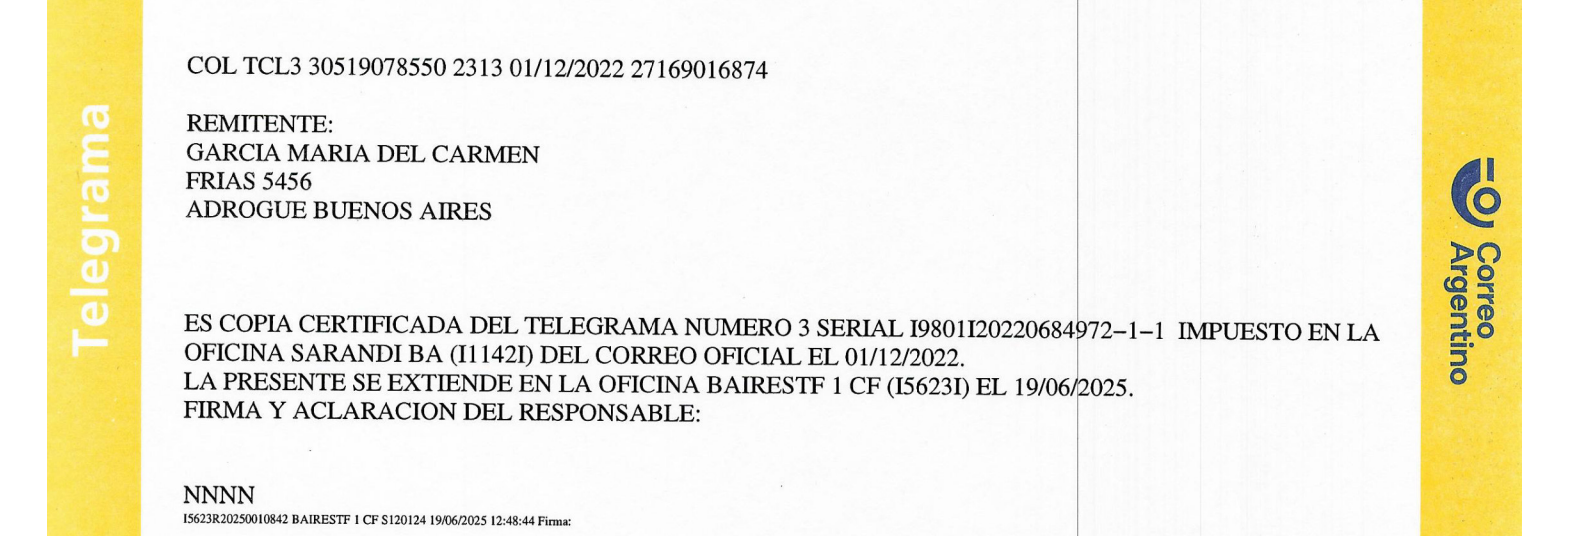 Telegrama
COL TCL3 30519078550 2313 01/12/2022 27169016874
REMITENTE:
GARCIA MARIA DEL CARMEN
FRIAS 5456
ADROGUE BUENOS AIRES
ES COPIA CERTIFICADA DEL TELEGRAMA NUMERO 3 SERIAL I9801I20220684972-1-1 IMPUESTO EN LA
OFICINA SARANDI BA (I1142I) DEL CORREO OFICIAL EL 01/12/2022.
LA PRESENTE SE EXTIENDE EN LA OFICINA BAIRESTF 1 CF (I5623I) EL 19/06/2025.
FIRMA Y ACLARACION DEL RESPONSABLE:
NNNN
I5623R20250010842 BAIRESTF 1 CF S120124 19/06/2025 12:48:44 Firma:
Correo
Argentino